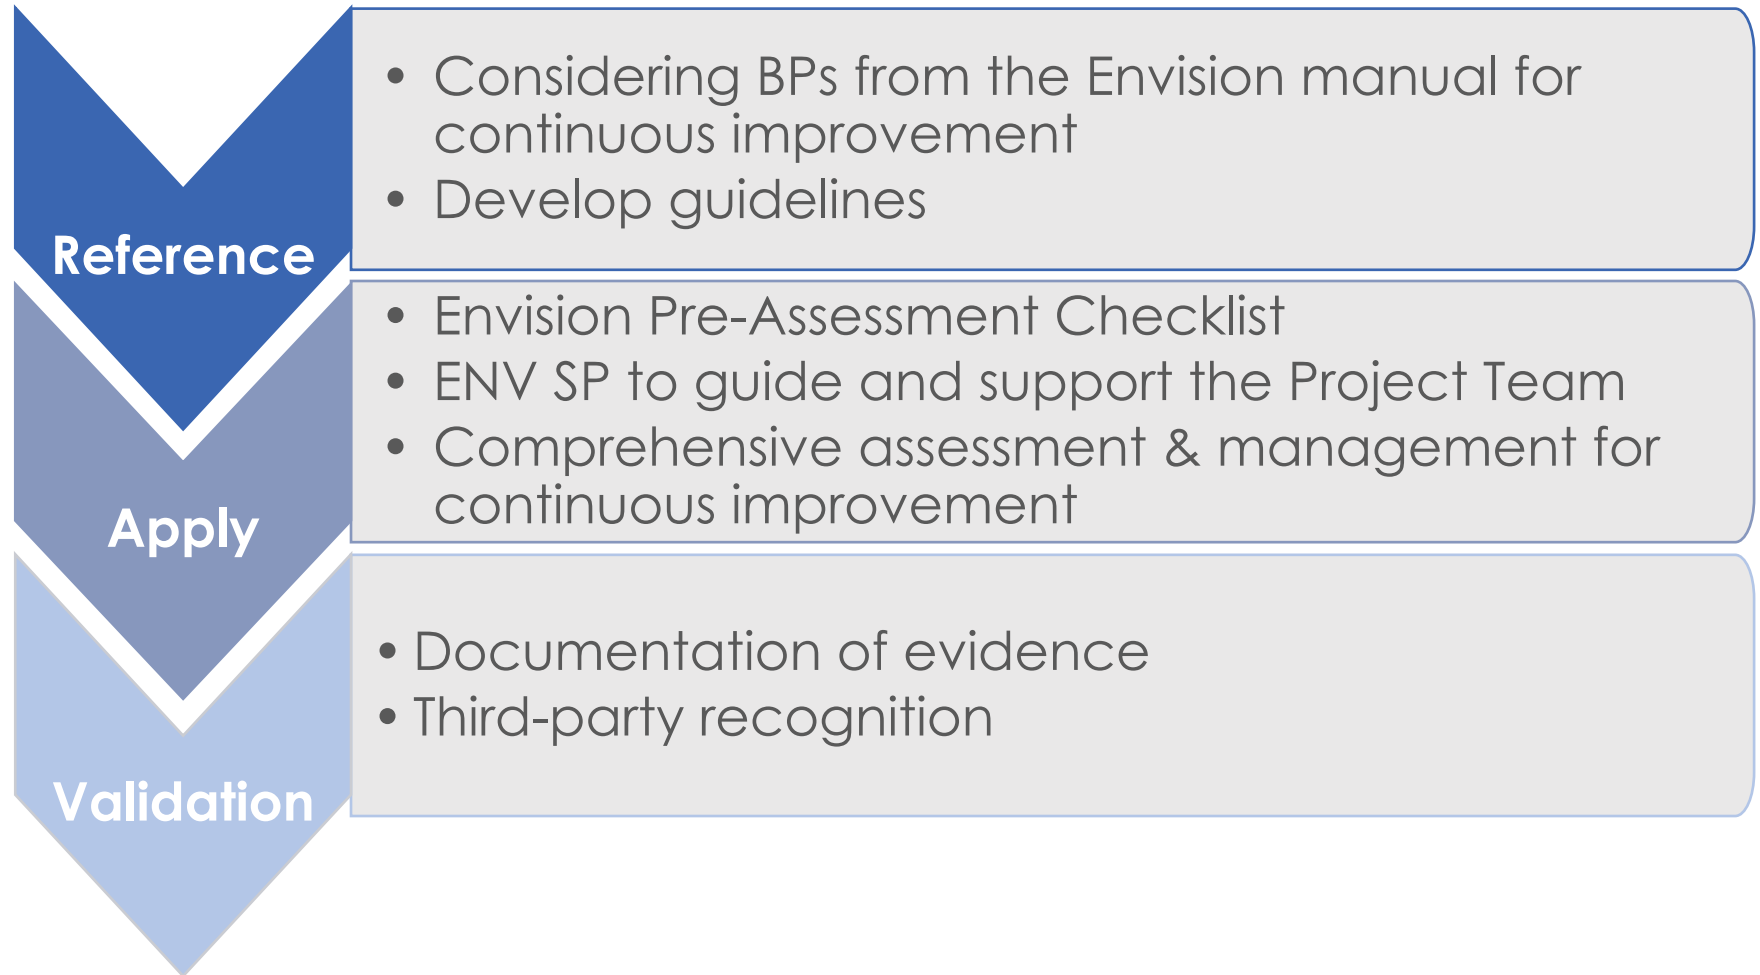 Reference
• Considering BPs from the Envision manual for
continuous improvement
• Develop guidelines
Apply
• Envision Pre-Assessment Checklist
• ENV SP to guide and support the Project Team
• Comprehensive assessment & management for
continuous improvement
Validation
• Documentation of evidence
• Third-party recognition